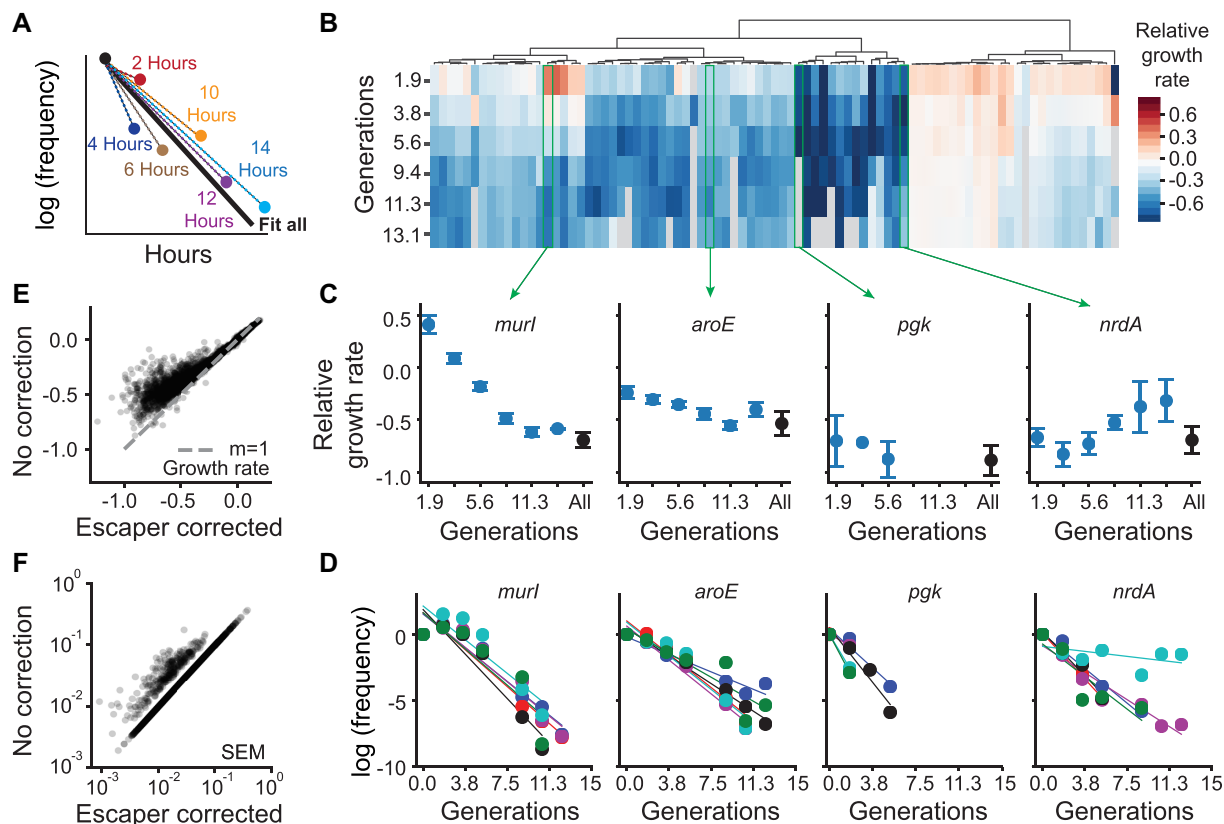 A
log (frequency)
2 Hours
10
Hours
4 Hours
6 Hours
14
Hours
12
Hours
Fit all
Hours
B
Generations
1.9
3.8
5.6
9.4
11.3
13.1
Relative
growth
rate
0.6
0.3
0.0
-0.3
-0.6
E
No correction
0.0
-0.5
-1.0
m=1
Growth rate
-1.0 -0.5 0.0
Escaper corrected
C
Relative
growth rate
0.5
0.0
-0.5
-1.0
murI
aroE
pgk
nrdA
1.9 5.6 11.3 All
1.9 5.6 11.3 All
1.9 5.6 11.3 All
1.9 5.6 11.3 All
Generations
Generations
Generations
Generations
F
No correction
10⁰
10⁻¹
10⁻²
10⁻³
SEM
10⁻³ 10⁻² 10⁻¹ 10⁰
Escaper corrected
D
log (frequency)
0
-5
-10
murI
aroE
pgk
nrdA
0.0 3.8 7.5 11.3 15
0.0 3.8 7.5 11.3 15
0.0 3.8 7.5 11.3 15
0.0 3.8 7.5 11.3 15
Generations
Generations
Generations
Generations